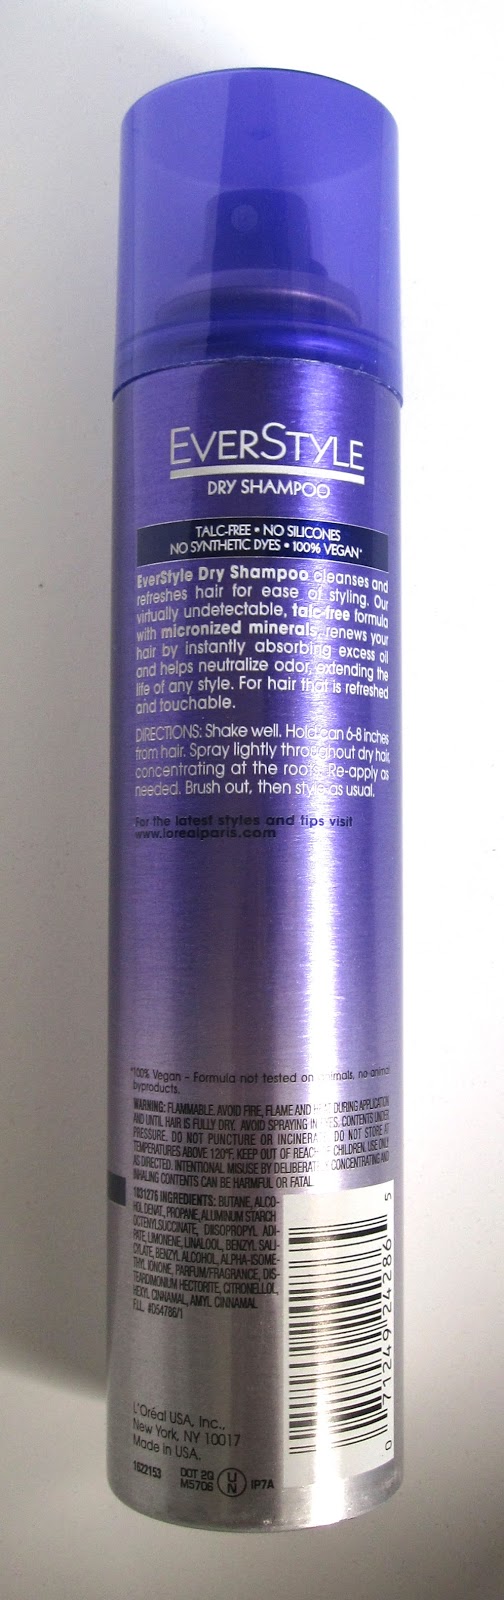 EVERSTYLE
DRY SHAMPOO
TALC-FREE • NO SILICONES
NO SYNTHETIC DYES • 100% VEGAN*
EverStyle Dry Shampoo cleanses and
refreshes hair for ease of styling. Our
virtually undetectable, talc-free formula
with micronized minerals, renews your
hair by instantly absorbing excess oil
and helps neutralize odor, extending the
life of any style. For hair that is refreshed
and touchable.
DIRECTIONS: Shake well. Hold can 6-8 inches
from hair. Spray lightly throughout dry hair,
concentrating at the roots. Re-apply as
needed. Brush out, then style as usual.
For the latest styles and tips visit
www.lorealparis.com
*100% Vegan - Formula not tested on animals, no-animal
byproducts.
WARNING: FLAMMABLE. AVOID FIRE, FLAME AND HEAT DURING APPLICATION
AND UNTIL HAIR IS FULLY DRY. AVOID SPRAYING IN EYES. CONTENTS UNDER
PRESSURE. DO NOT PUNCTURE OR INCINERATE. DO NOT STORE AT
TEMPERATURES ABOVE 120°F. KEEP OUT OF REACH OF CHILDREN. USE ONLY
AS DIRECTED. INTENTIONAL MISUSE BY DELIBERATELY CONCENTRATING AND
INHALING CONTENTS CAN BE HARMFUL OR FATAL.
1031276 INGREDIENTS: BUTANE, ALCO-
HOL DENAT, PROPANE, ALUMINUM STARCH
OCTENYLSUCCINATE, DIISOPROPYL ADI-
PATE, LIMONENE, LINALOOL, BENZYL SALI-
CYLATE, BENZYL ALCOHOL, ALPHA-ISOME-
THYL IONONE, PARFUM/FRAGRANCE, DIS-
TEARDIMONIUM HECTORITE, CITRONELLOL,
HEXYL CINNAMAL, AMYL CINNAMAL
F.I.L. #D54786/1
0 71249 24286 5
L'Oréal USA, Inc.,
New York, NY 10017
Made in USA.
1622153 DOT 2Q
M5706 UN IP7A